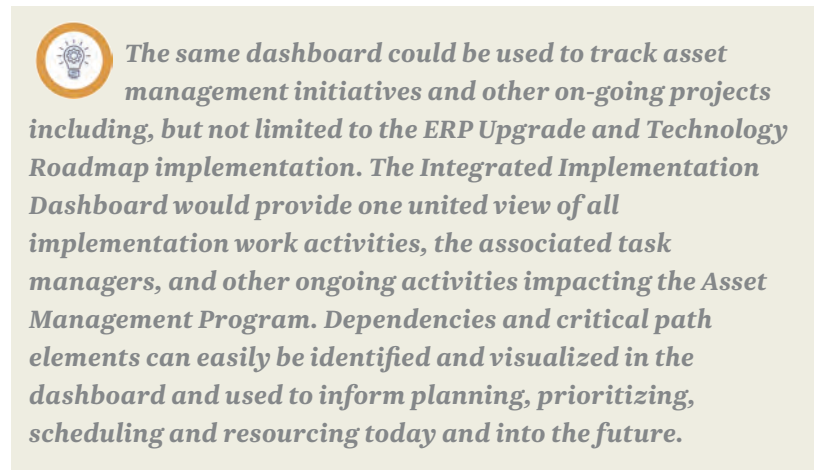 The same dashboard could be used to track asset
management initiatives and other on-going projects
including, but not limited to the ERP Upgrade and Technology
Roadmap implementation. The Integrated Implementation
Dashboard would provide one united view of all
implementation work activities, the associated task
managers, and other ongoing activities impacting the Asset
Management Program. Dependencies and critical path
elements can easily be identified and visualized in the
dashboard and used to inform planning, prioritizing,
scheduling and resourcing today and into the future.